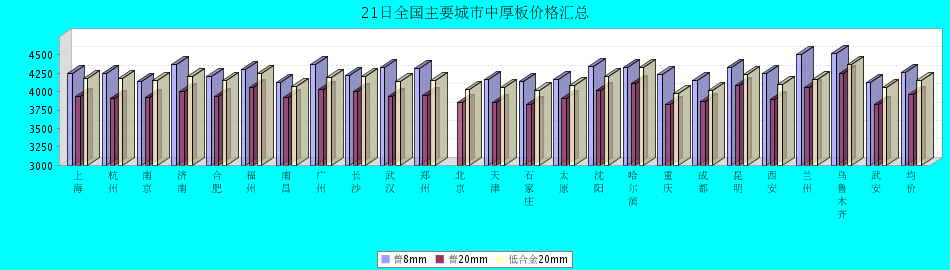 21日全国主要城市中厚板价格汇总
4500
4250
4000
3750
3500
3250
3000
上海 杭州 南京 济南 合肥 福州 南昌 广州 长沙 武汉 郑州 北京 天津 石家庄 太原 沈阳 哈尔滨 重庆 成都 昆明 西安 兰州 乌鲁木齐 武安 均价
普8mm 普20mm 低合金20mm